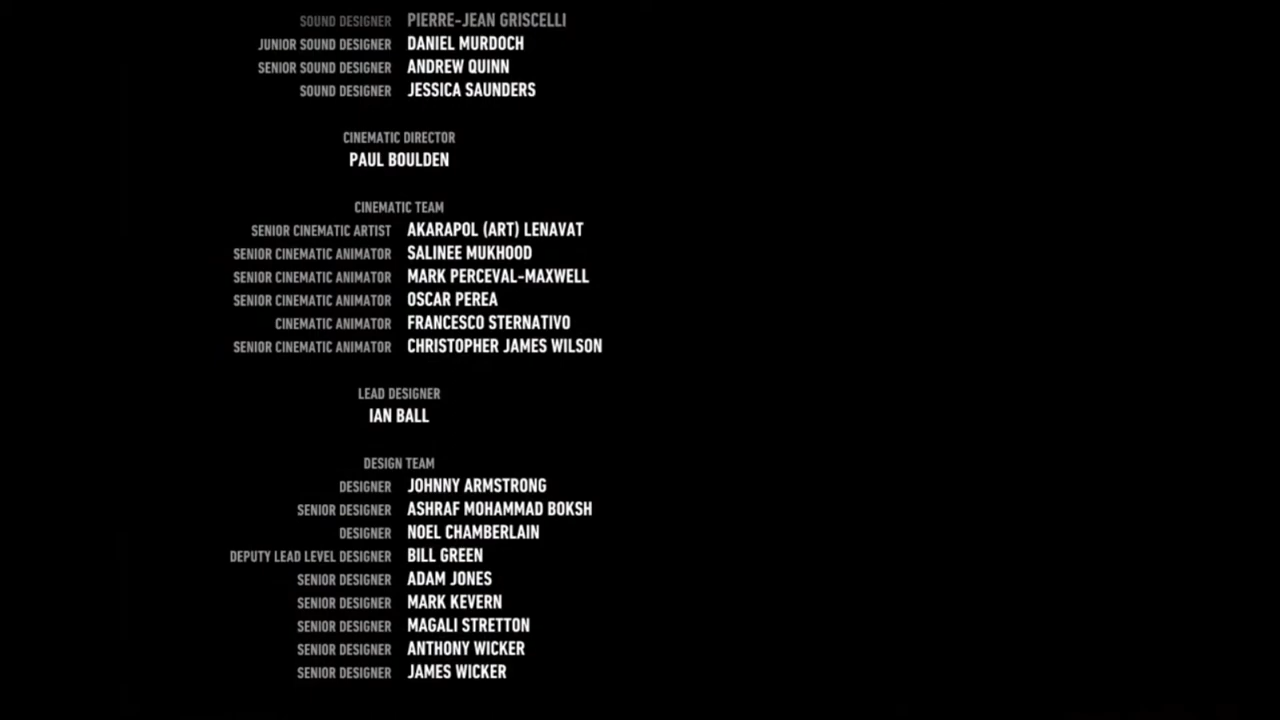 SOUND DESIGNER PIERRE-JEAN GRISCELLI
JUNIOR SOUND DESIGNER DANIEL MURDOCH
SENIOR SOUND DESIGNER ANDREW QUINN
SOUND DESIGNER JESSICA SAUNDERS
CINEMATIC DIRECTOR
PAUL BOULDEN
CINEMATIC TEAM
SENIOR CINEMATIC ARTIST AKARAPOL (ART) LENAVAT
SENIOR CINEMATIC ANIMATOR SALINEE MUKHOOD
SENIOR CINEMATIC ANIMATOR MARK PERCEVAL-MAXWELL
SENIOR CINEMATIC ANIMATOR OSCAR PEREA
CINEMATIC ANIMATOR FRANCESCO STERNATIVO
SENIOR CINEMATIC ANIMATOR CHRISTOPHER JAMES WILSON
LEAD DESIGNER
IAN BALL
DESIGN TEAM
DESIGNER JOHNNY ARMSTRONG
SENIOR DESIGNER ASHRAF MOHAMMAD BOKSH
DESIGNER NOEL CHAMBERLAIN
DEPUTY LEAD LEVEL DESIGNER BILL GREEN
SENIOR DESIGNER ADAM JONES
SENIOR DESIGNER MARK KEVERN
SENIOR DESIGNER MAGALI STRETTON
SENIOR DESIGNER ANTHONY WICKER
SENIOR DESIGNER JAMES WICKER